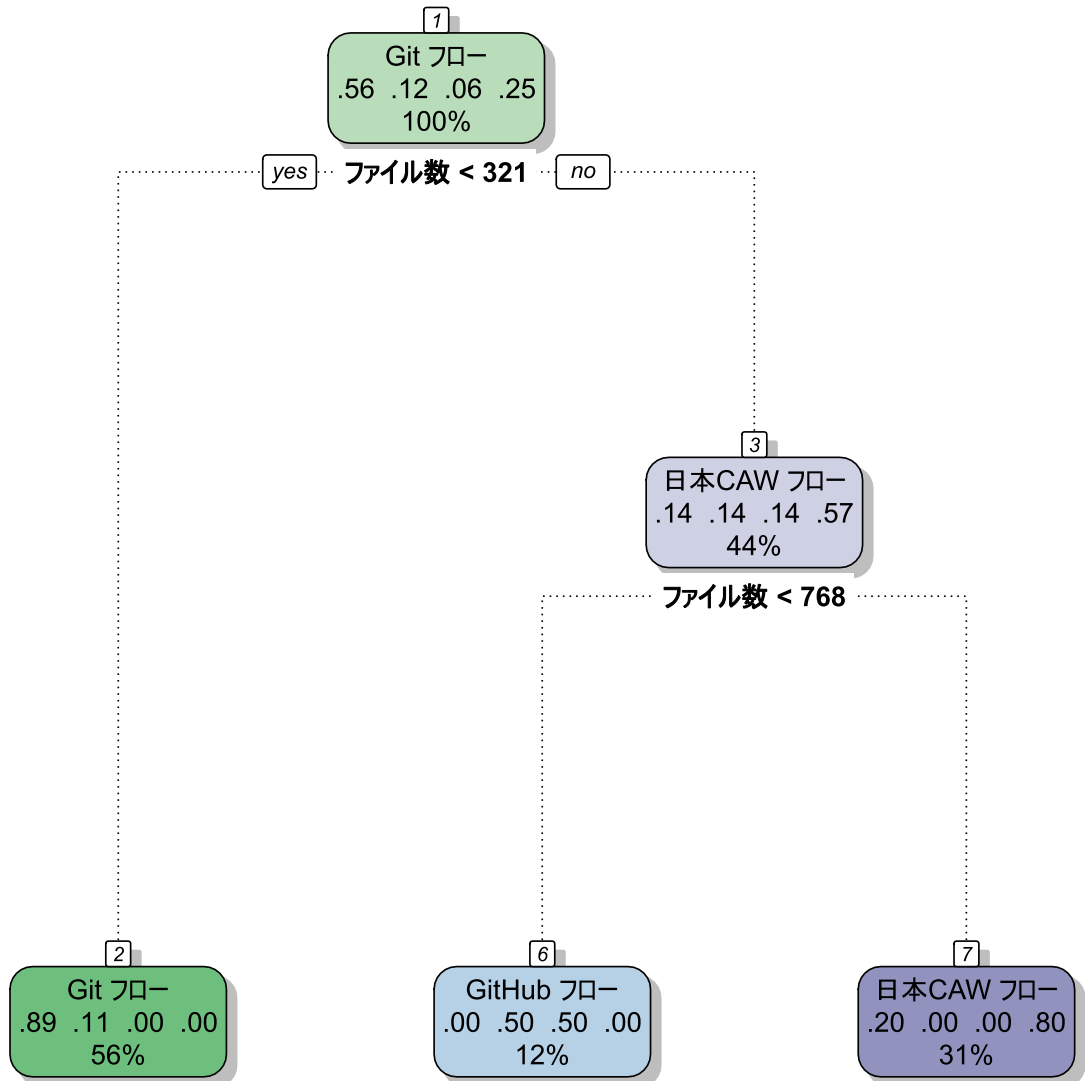 1
Git フロー
.56 .12 .06 .25
100%
yes ファイル数 < 321 no
3
日本CAW フロー
.14 .14 .14 .57
44%
ファイル数 < 768
2
Git フロー
.89 .11 .00 .00
56%
6
GitHub フロー
.00 .50 .50 .00
12%
7
日本CAW フロー
.20 .00 .00 .80
31%